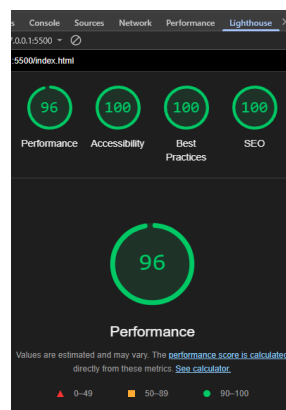 s Console Sources Network Performance Lighthouse
7.0.0.1:5500
:5500/index.html
96 100 100 100
Performance Accessibility Best Practices SEO
96
Performance
Values are estimated and may vary. The performance score is calculated
directly from these metrics. See calculator.
0–49 50–89 90–100